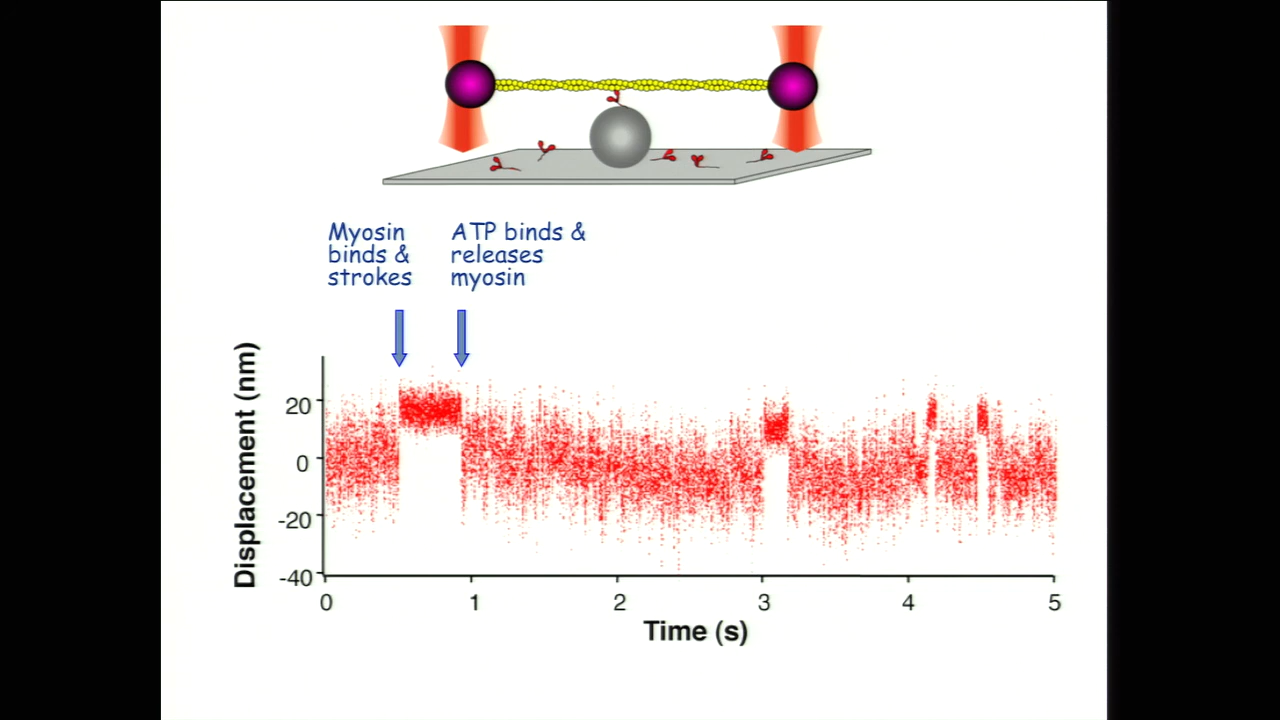 Myosin
binds &
strokes
ATP binds &
releases
myosin
Displacement (nm)
20
0
-20
-40
0
1
2
3
4
5
Time (s)